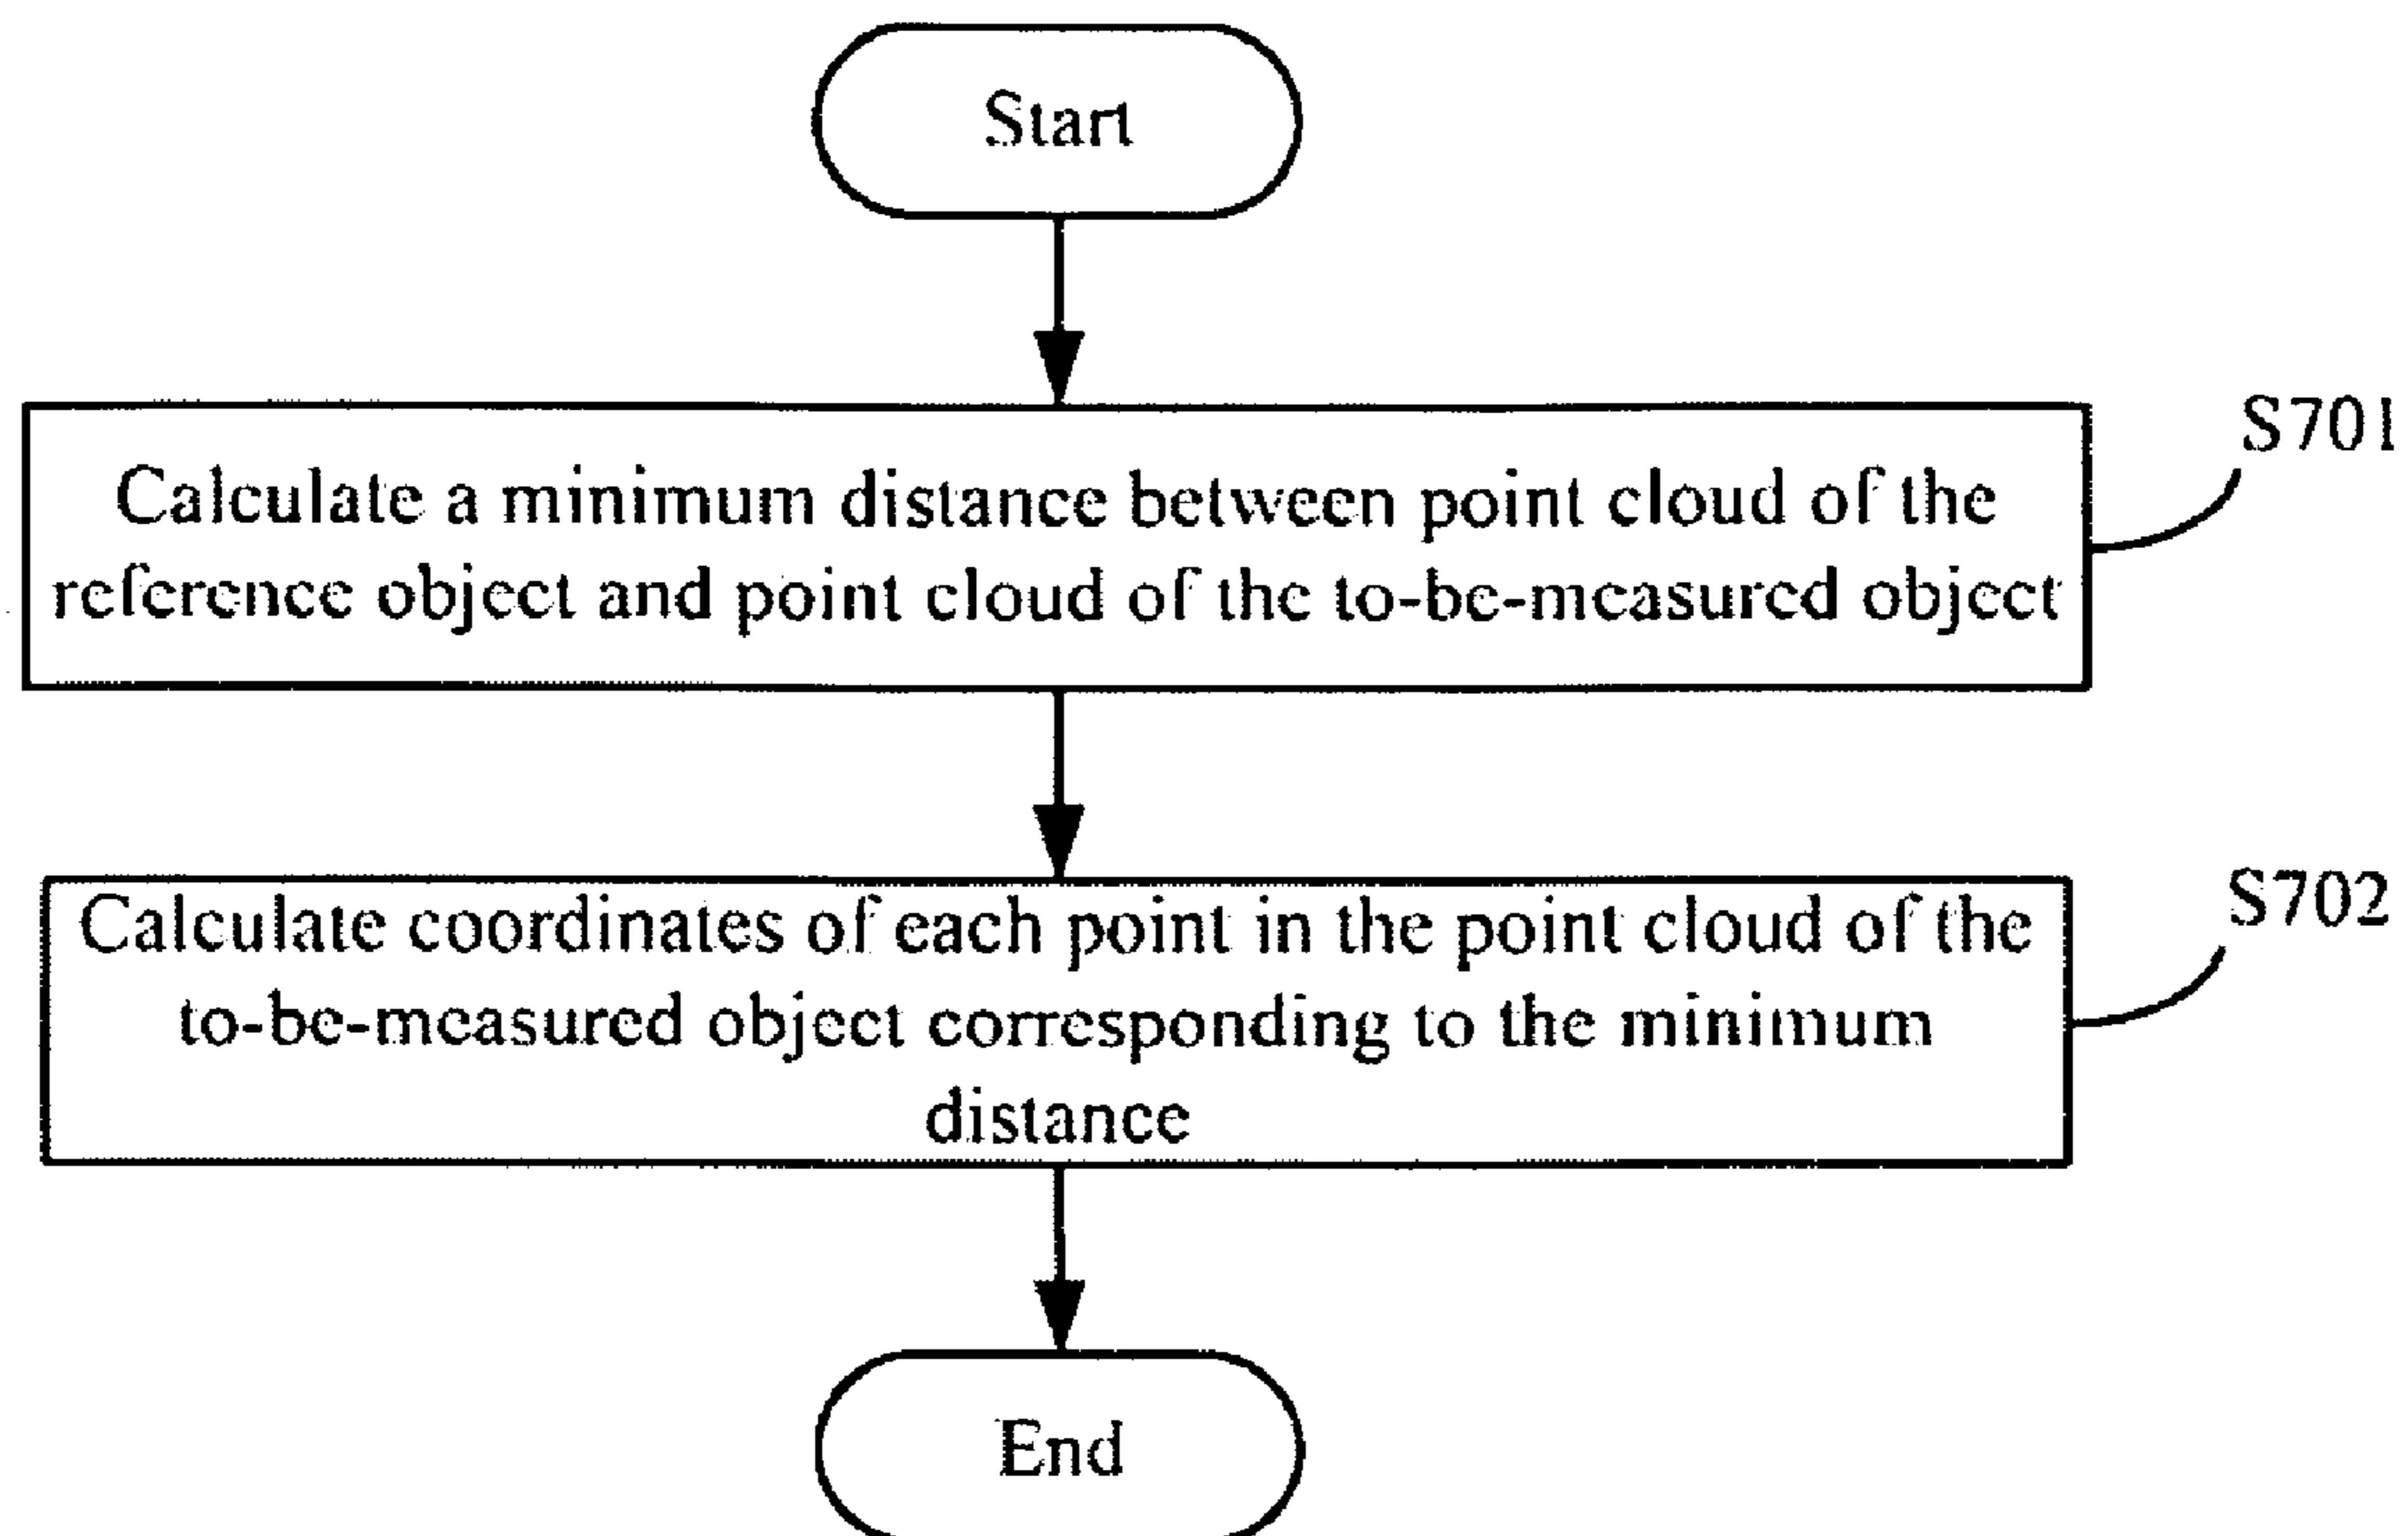 Start
S701
Calculate a minimum distance between point cloud of the
reference object and point cloud of the to-be-measured object
S702
Calculate coordinates of each point in the point cloud of the
to-be-measured object corresponding to the minimum
distance
End